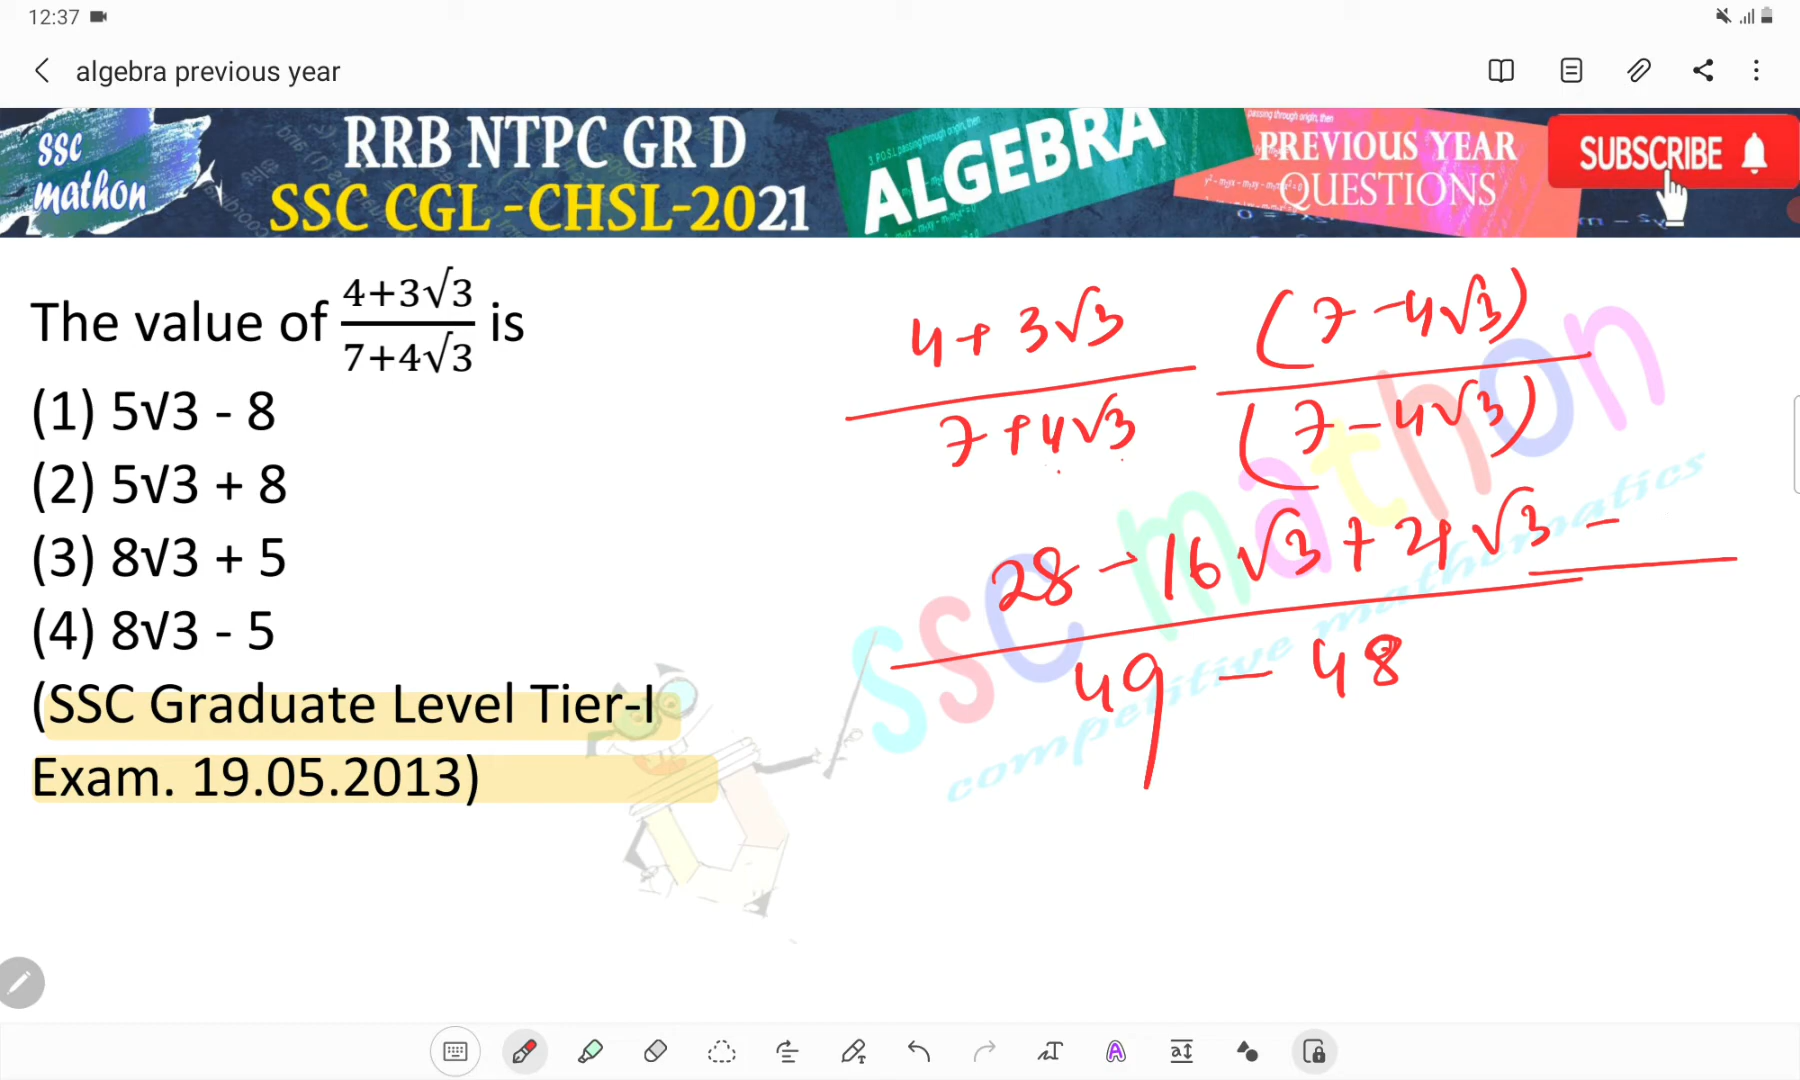 12:37
algebra previous year
SSC
mathon
RRB NTPC GR D
SSC CGL -CHSL-2021
ALGEBRA
PREVIOUS YEAR
QUESTIONS
SUBSCRIBE
The value of \frac{4+3√3}{7+4√3} is
(1) 5√3 - 8
(2) 5√3 + 8
(3) 8√3 + 5
(4) 8√3 - 5
(SSC Graduate Level Tier-I
Exam. 19.05.2013)
4 + 3√3 (7 - 4√3)
7 + 4√3 (7 - 4√3)
28 - 16√3 + 21√3 -
49 - 48
ssc mathon
competitive mathematics